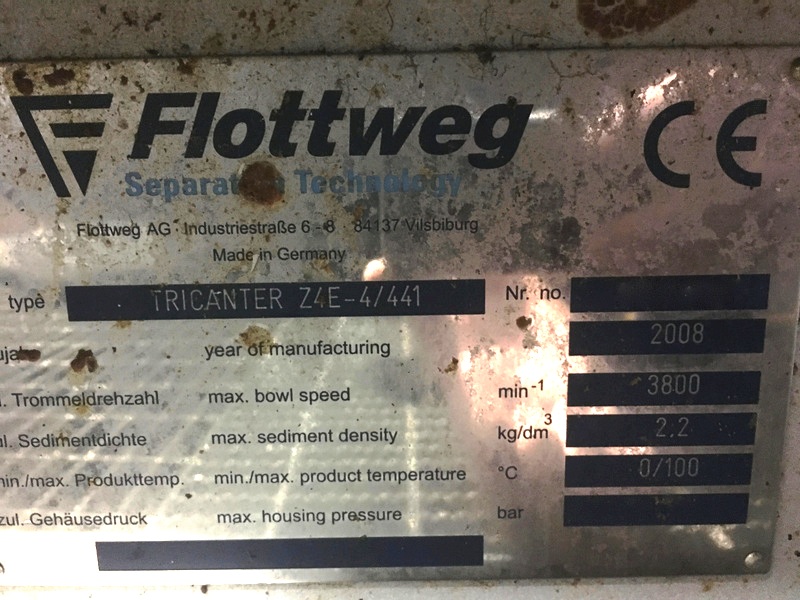 Flottweg CE
Separation Technology
Flottweg AG · Industriestraße 6 - 8 · 84137 Vilsbiburg
Made in Germany
type TRICANTER Z4E-4/441 Nr. no.
year of manufacturing 2008
Trommeldrehzahl max. bowl speed min-1 3800
Sedimentdichte max. sediment density kg/dm3 2,2
min./max. Produkttemp. min./max. product temperature °C 0/100
zul. Gehäusedruck max. housing pressure bar